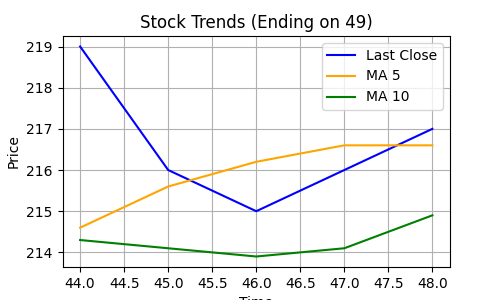 Stock Trends (Ending on 49)
Last Close
MA 5
MA 10
Price
219
218
217
216
215
214
44.0 44.5 45.0 45.5 46.0 46.5 47.0 47.5 48.0
Time